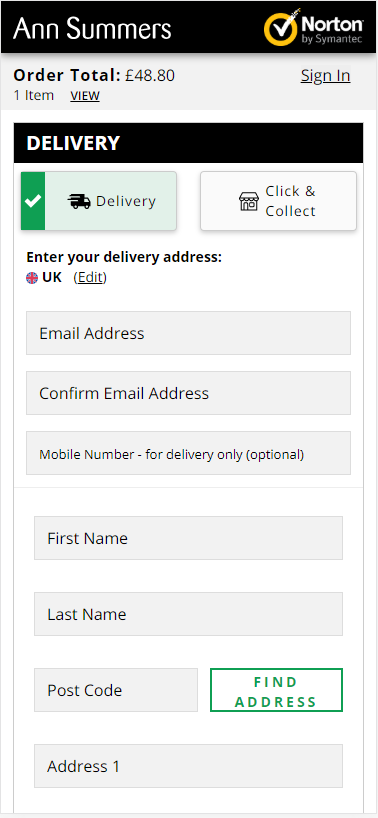 Ann Summers
Norton
by Symantec
Order Total: £48.80
Sign In
1 Item VIEW
DELIVERY
Delivery
Click &
Collect
Enter your delivery address:
UK (Edit)
Email Address
Confirm Email Address
Mobile Number - for delivery only (optional)
First Name
Last Name
Post Code
FIND
ADDRESS
Address 1